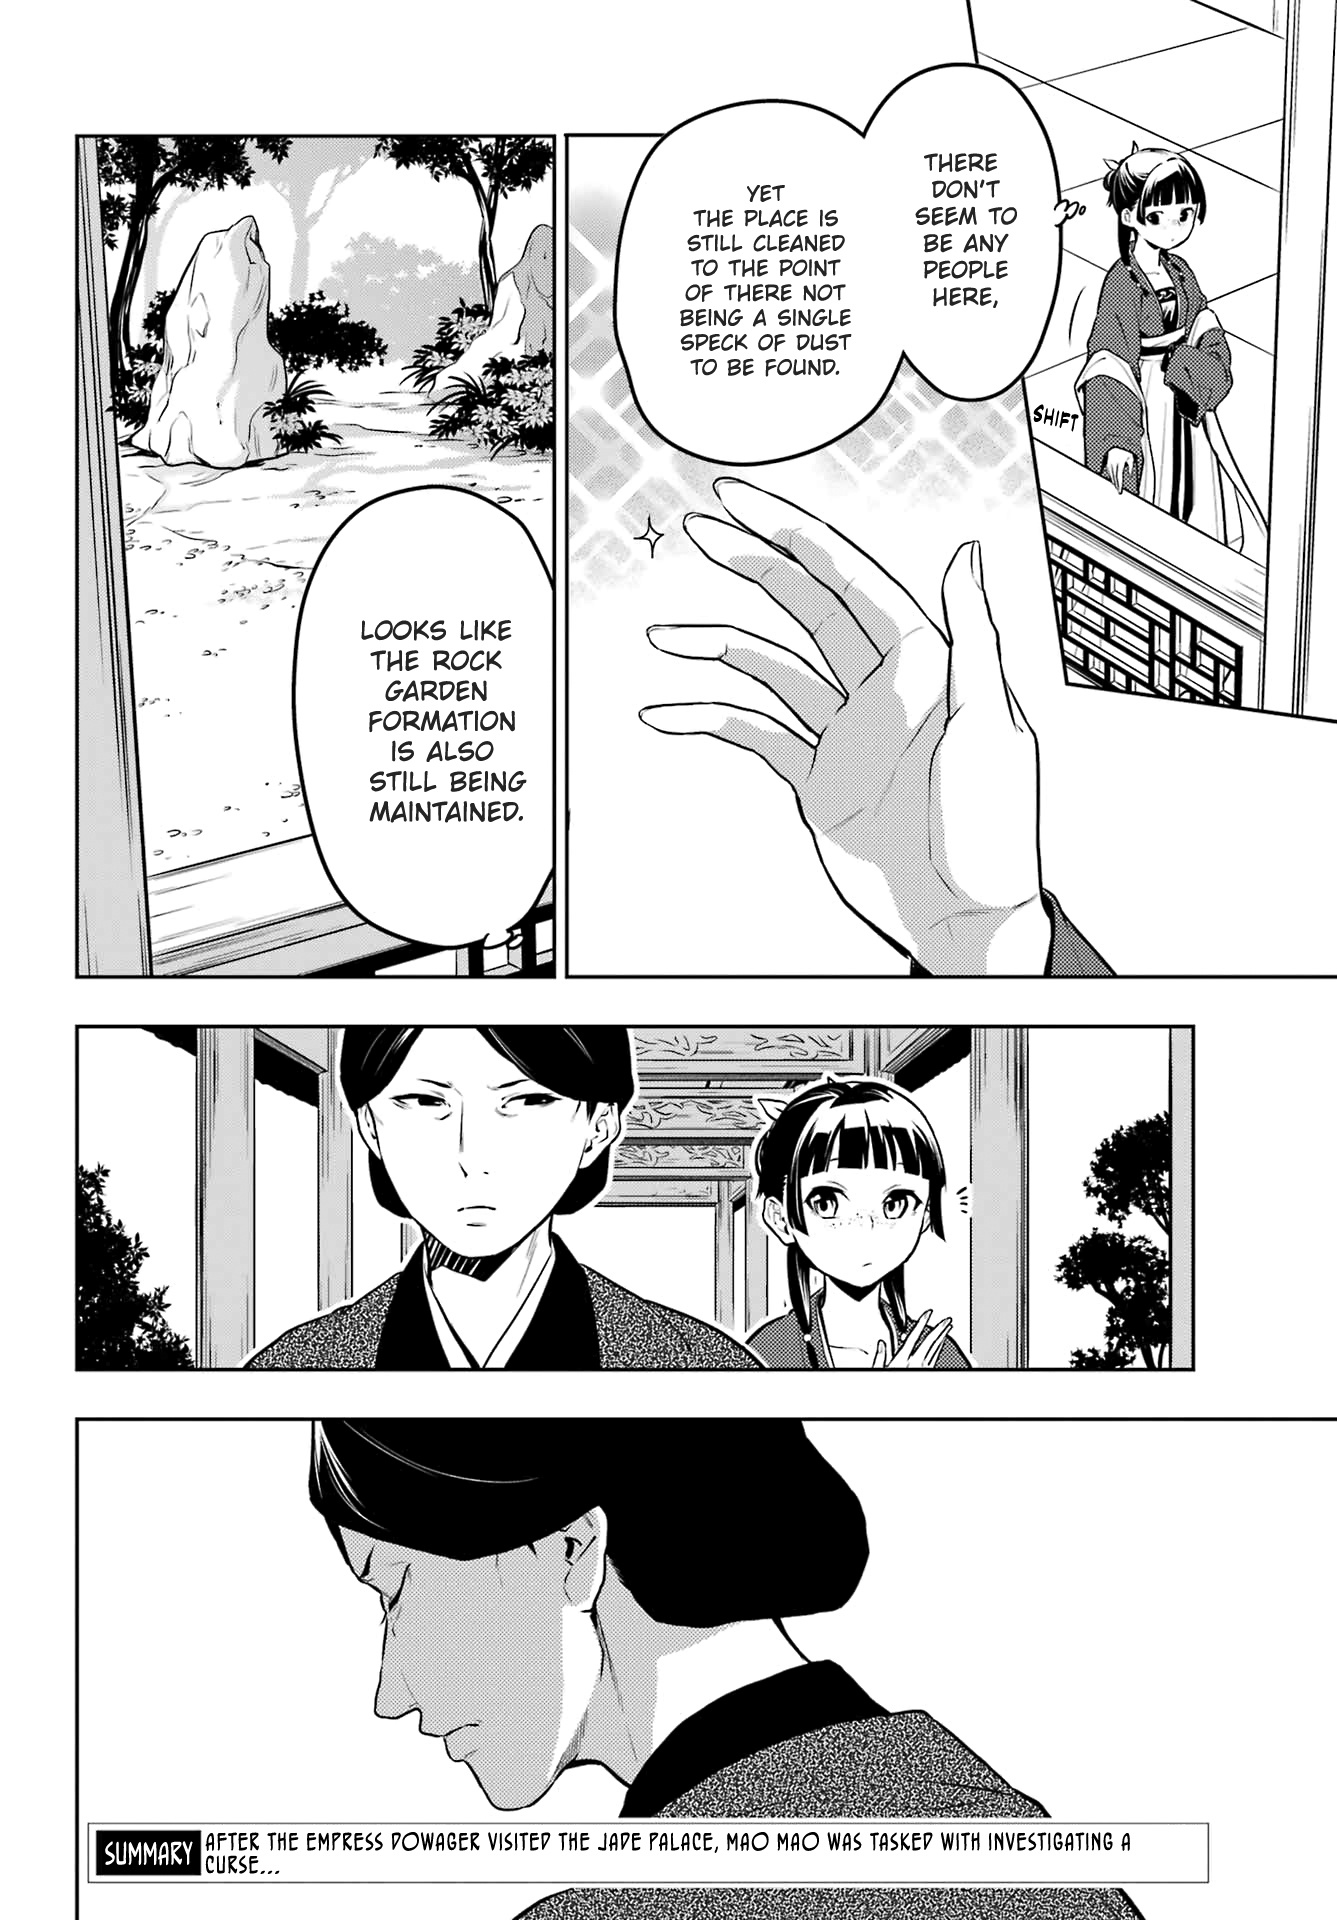 THERE
DON'T
SEEM TO
BE ANY
PEOPLE
HERE,
SHIFT
YET
THE PLACE IS
STILL CLEANED
TO THE POINT
OF THERE NOT
BEING A SINGLE
SPECK OF DUST
TO BE FOUND.
LOOKS LIKE
THE ROCK
GARDEN
FORMATION
IS ALSO
STILL BEING
MAINTAINED.
SUMMARY
AFTER THE EMPRESS DOWAGER VISITED THE JADE PALACE, MAO MAO WAS TASKED WITH INVESTIGATING A
CURSE...